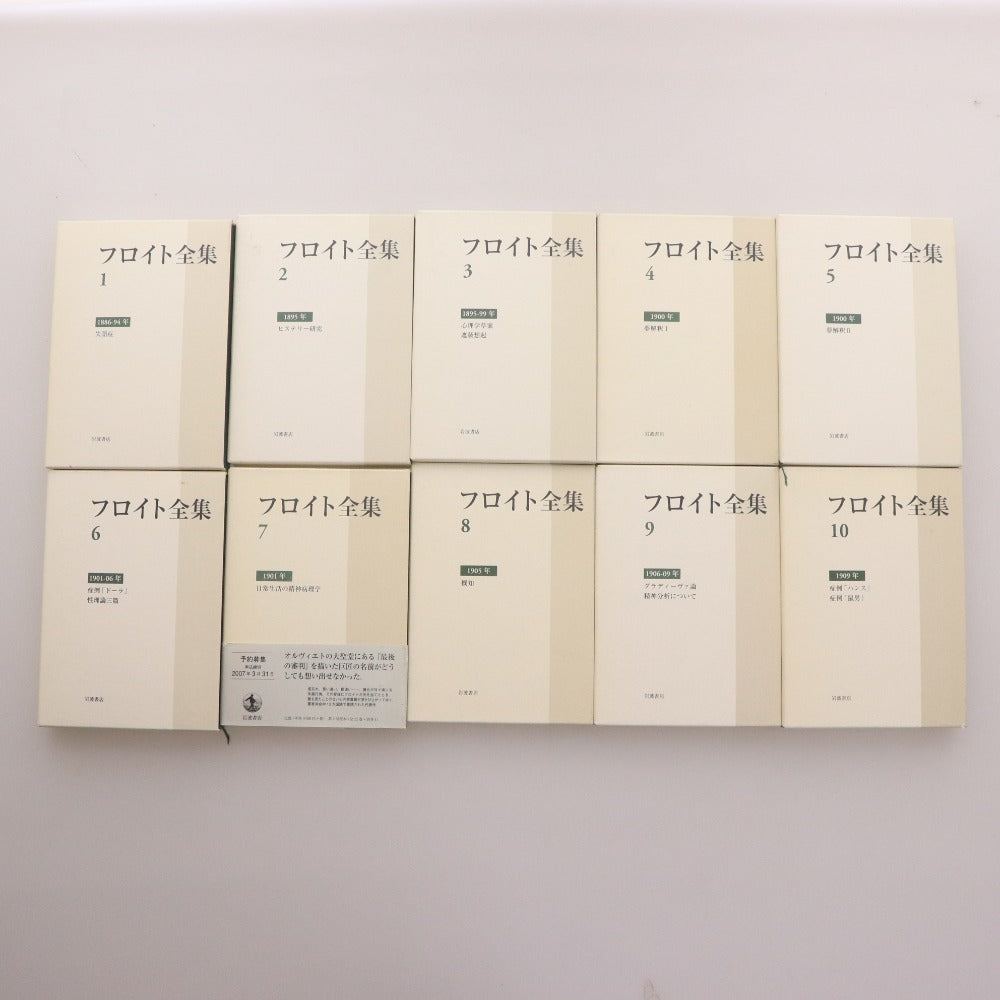 フロイト全集
1
1886-94年
失語症
岩波書店
フロイト全集
2
1895年
ヒステリー研究
岩波書店
フロイト全集
3
1895-99年
心理学草案
遮蔽想起
岩波書店
フロイト全集
4
1900年
夢解釈 I
岩波書店
フロイト全集
5
1900年
夢解釈 II
岩波書店
フロイト全集
6
1901-06年
症例「ドーラ」
性理論三篇
岩波書店
フロイト全集
7
1901年
日常生活の精神病理学
予約募集
2007年3月31日
岩波書店
オルヴィエトの大聖堂にある「最後
の審判」を描いた巨匠の名前がどう
しても想い出せなかった.
フロイト全集
8
1905年
機知
岩波書店
フロイト全集
9
1906-09年
グラディーヴァ論
精神分析について
岩波書店
フロイト全集
10
1909年
症例「ハンス」
症例「鼠男」
岩波書店